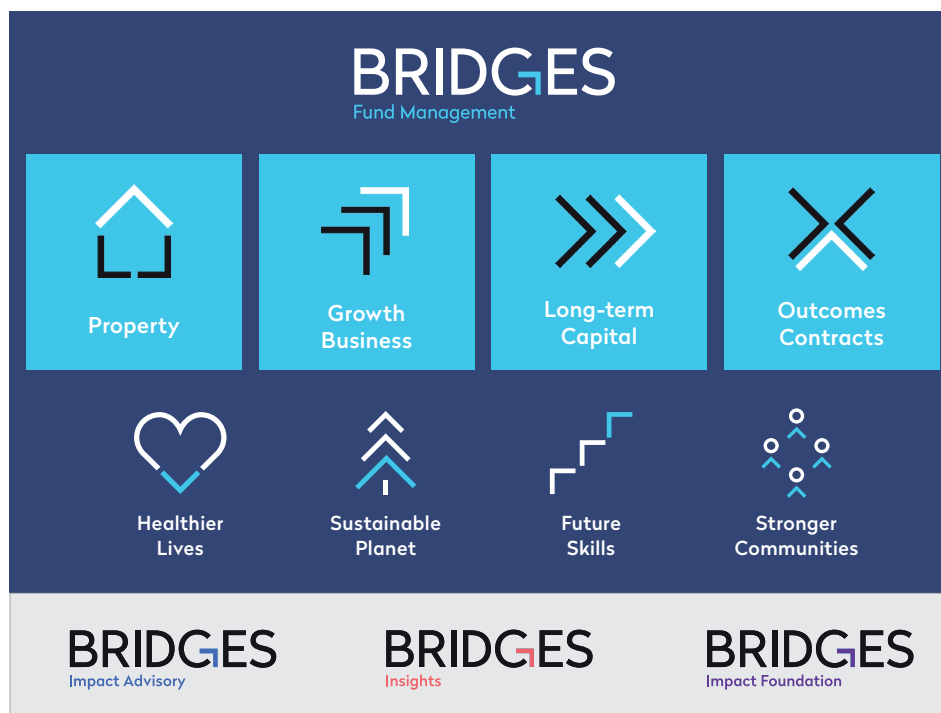 BRIDGES
Fund Management
Property
Growth
Business
Long-term
Capital
Outcomes
Contracts
Healthier
Lives
Sustainable
Planet
Future
Skills
Stronger
Communities
BRIDGES
Impact Advisory
BRIDGES
Insights
BRIDGES
Impact Foundation